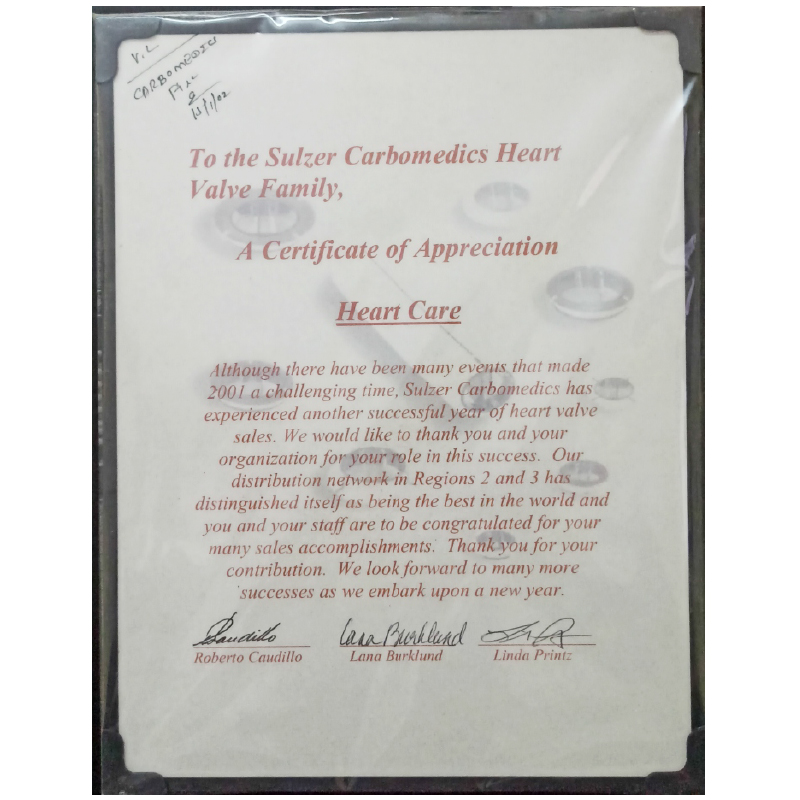 V. L
CARBOMEDICS
15/1/02
To the Sulzer Carbomedics Heart
Valve Family,
A Certificate of Appreciation
Heart Care
Although there have been many events that made
2001 a challenging time, Sulzer Carbomedics has
experienced another successful year of heart valve
sales. We would like to thank you and your
organization for your role in this success. Our
distribution network in Regions 2 and 3 has
distinguished itself as being the best in the world and
you and your staff are to be congratulated for your
many sales accomplishments. Thank you for your
contribution. We look forward to many more
successes as we embark upon a new year.
Caudillo Lana Burklund
Roberto Caudillo Lana Burklund Linda Printz